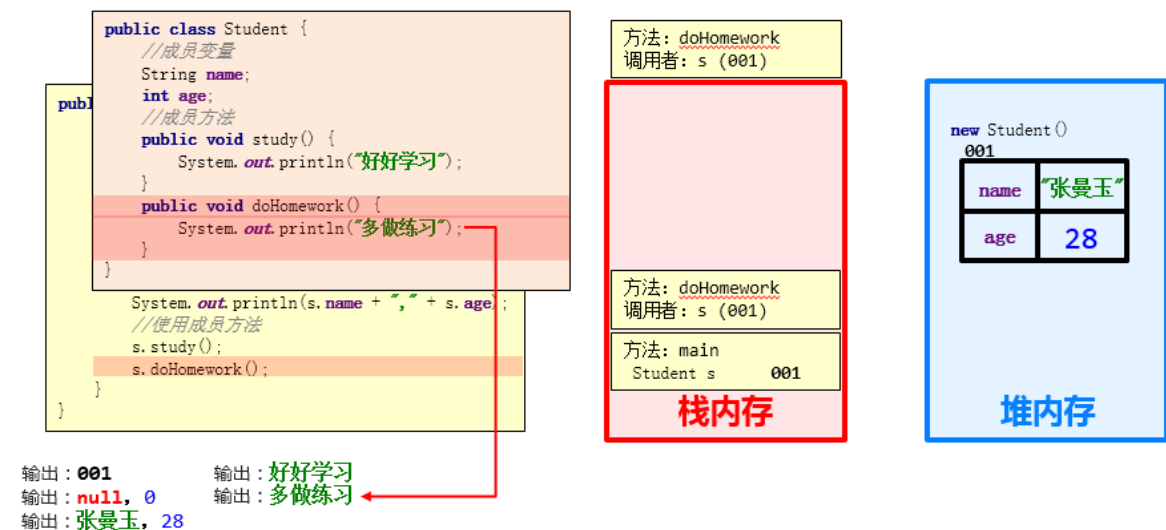 public class Student {
//成员变量
String name;
int age;
//成员方法
public void study() {
System.out.println("好好学习");
}
public void doHomework() {
System.out.println("多做练习");
}
}
publ
System.out.println(s.name + "," + s.age);
//使用成员方法
s.study();
s.doHomework();
}
}
输出：001
输出：null，0
输出：张曼玉，28
输出：好好学习
输出：多做练习
方法：doHomework
调用者：s (001)
方法：doHomework
调用者：s (001)
方法：main
Student s 001
栈内存
new Student()
001
name "张曼玉"
age 28
堆内存